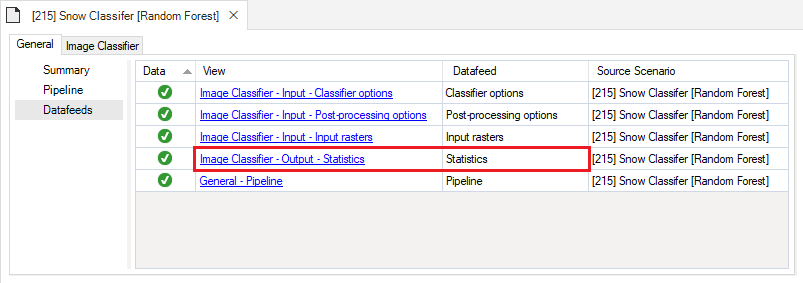 [215] Snow Classifer [Random Forest]
General Image Classifier
Summary
Pipeline
Datafeeds
Data View Datafeed Source Scenario
Image Classifier - Input - Classifier options Classifier options [215] Snow Classifer [Random Forest]
Image Classifier - Input - Post-processing options Post-processing options [215] Snow Classifer [Random Forest]
Image Classifier - Input - Input rasters Input rasters [215] Snow Classifer [Random Forest]
Image Classifier - Output - Statistics Statistics [215] Snow Classifer [Random Forest]
General - Pipeline Pipeline [215] Snow Classifer [Random Forest]